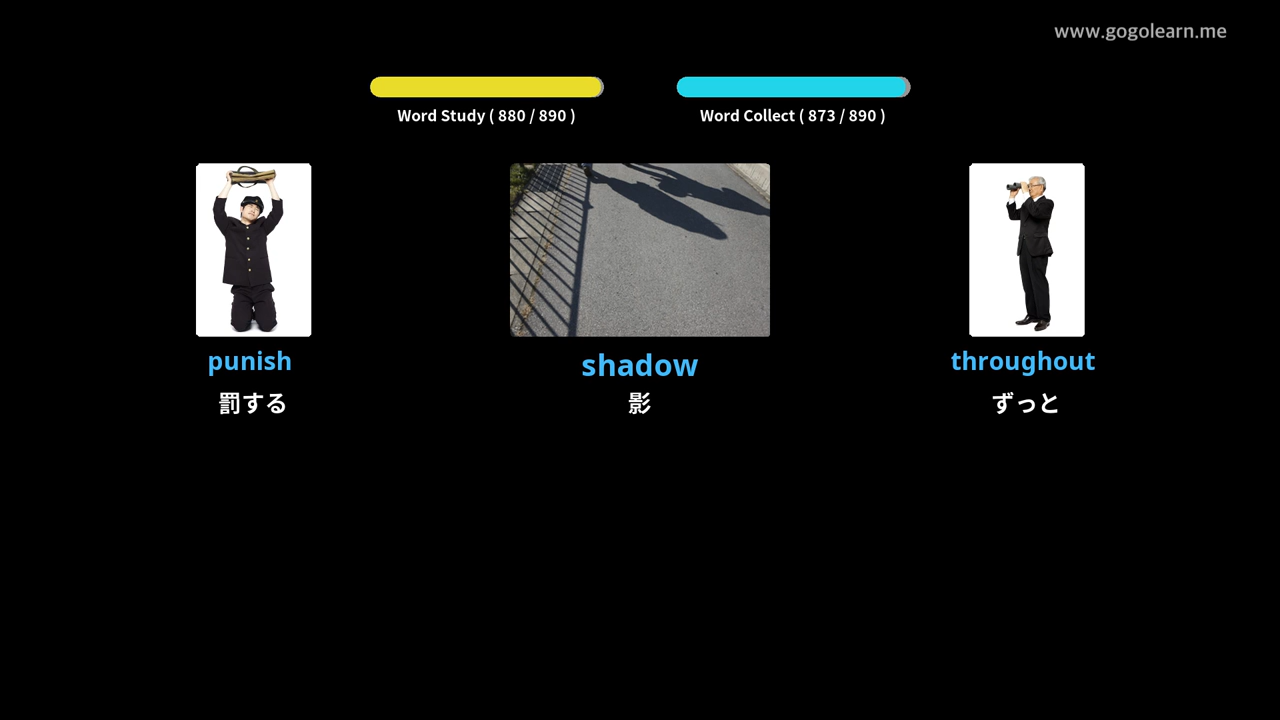 www.gogolearn.me
Word Study ( 880 / 890 )
Word Collect ( 873 / 890 )
punish
shadow
throughout
罰する
影
ずっと